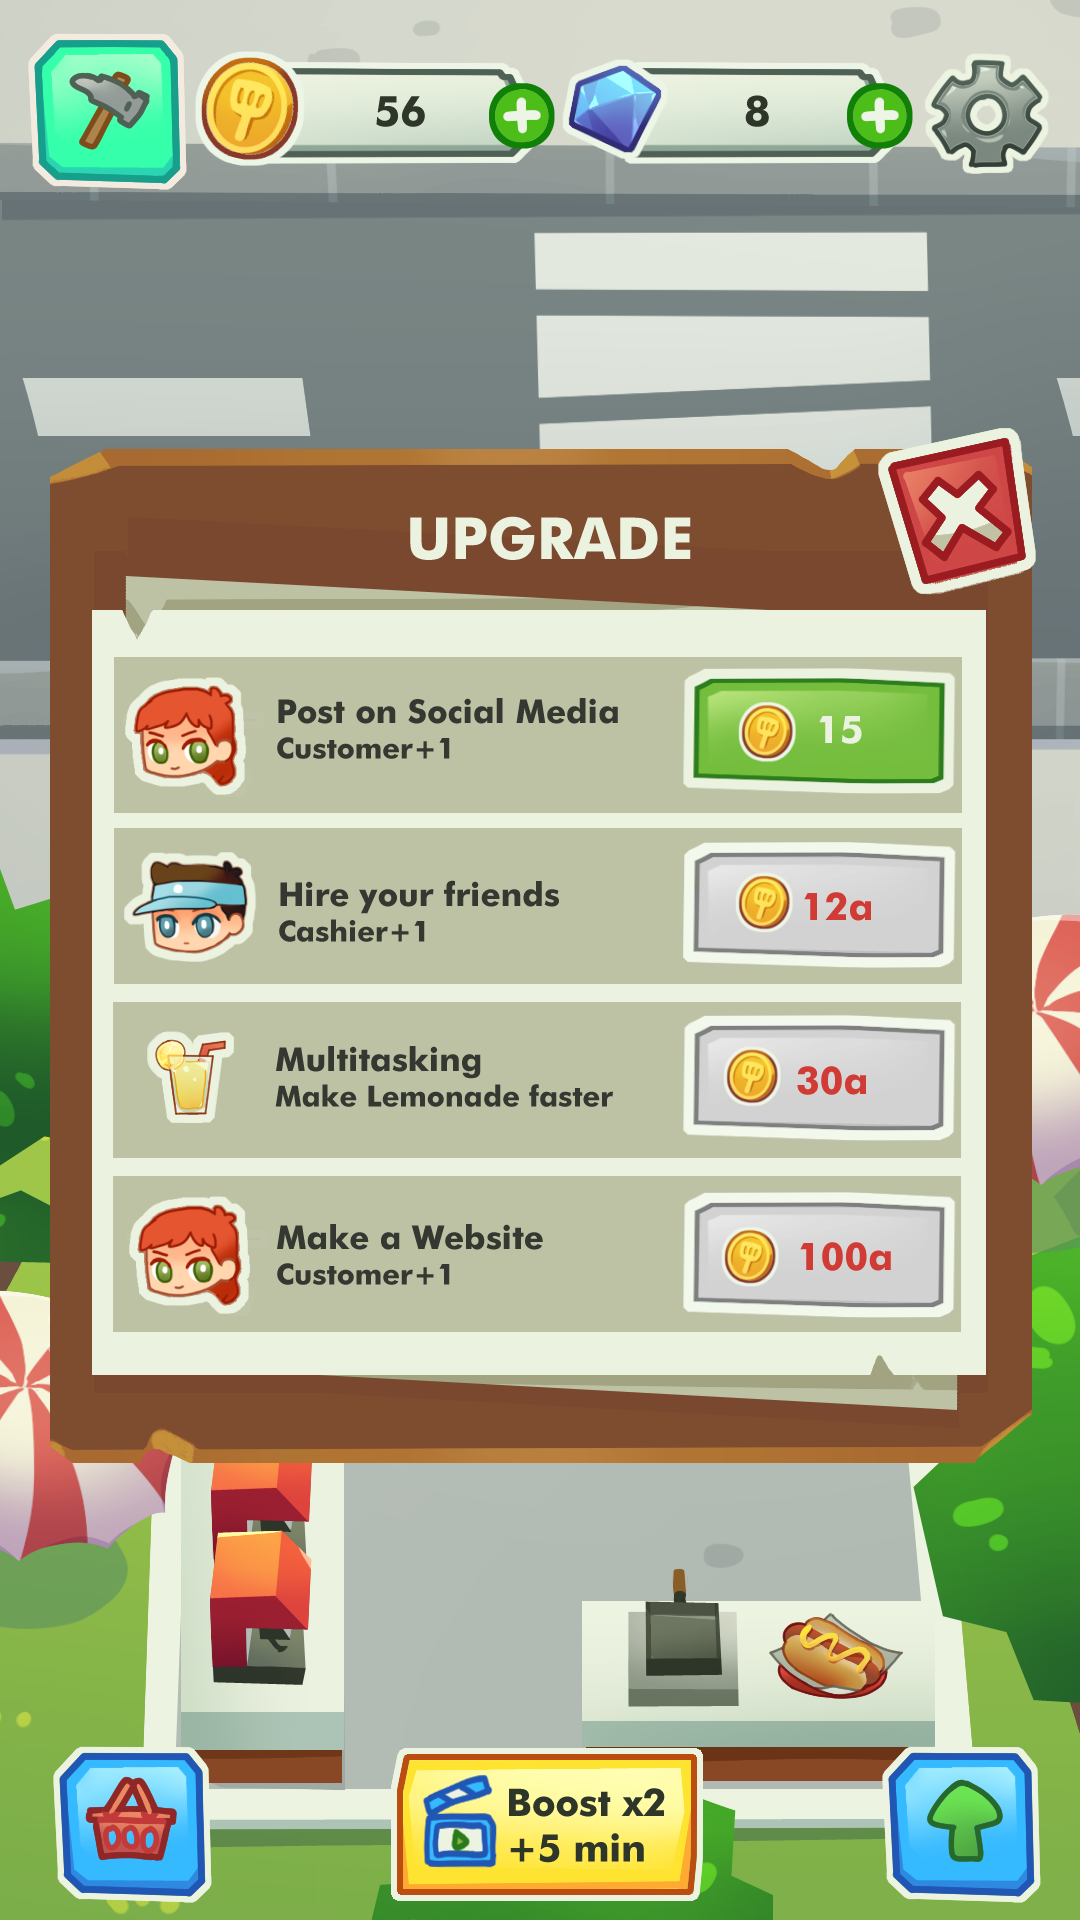 56
8
UPGRADE
Post on Social Media
Customer+1
15
Hire your friends
Cashier+1
12a
Multitasking
Make Lemonade faster
30a
Make a Website
Customer+1
100a
Boost x2
+5 min